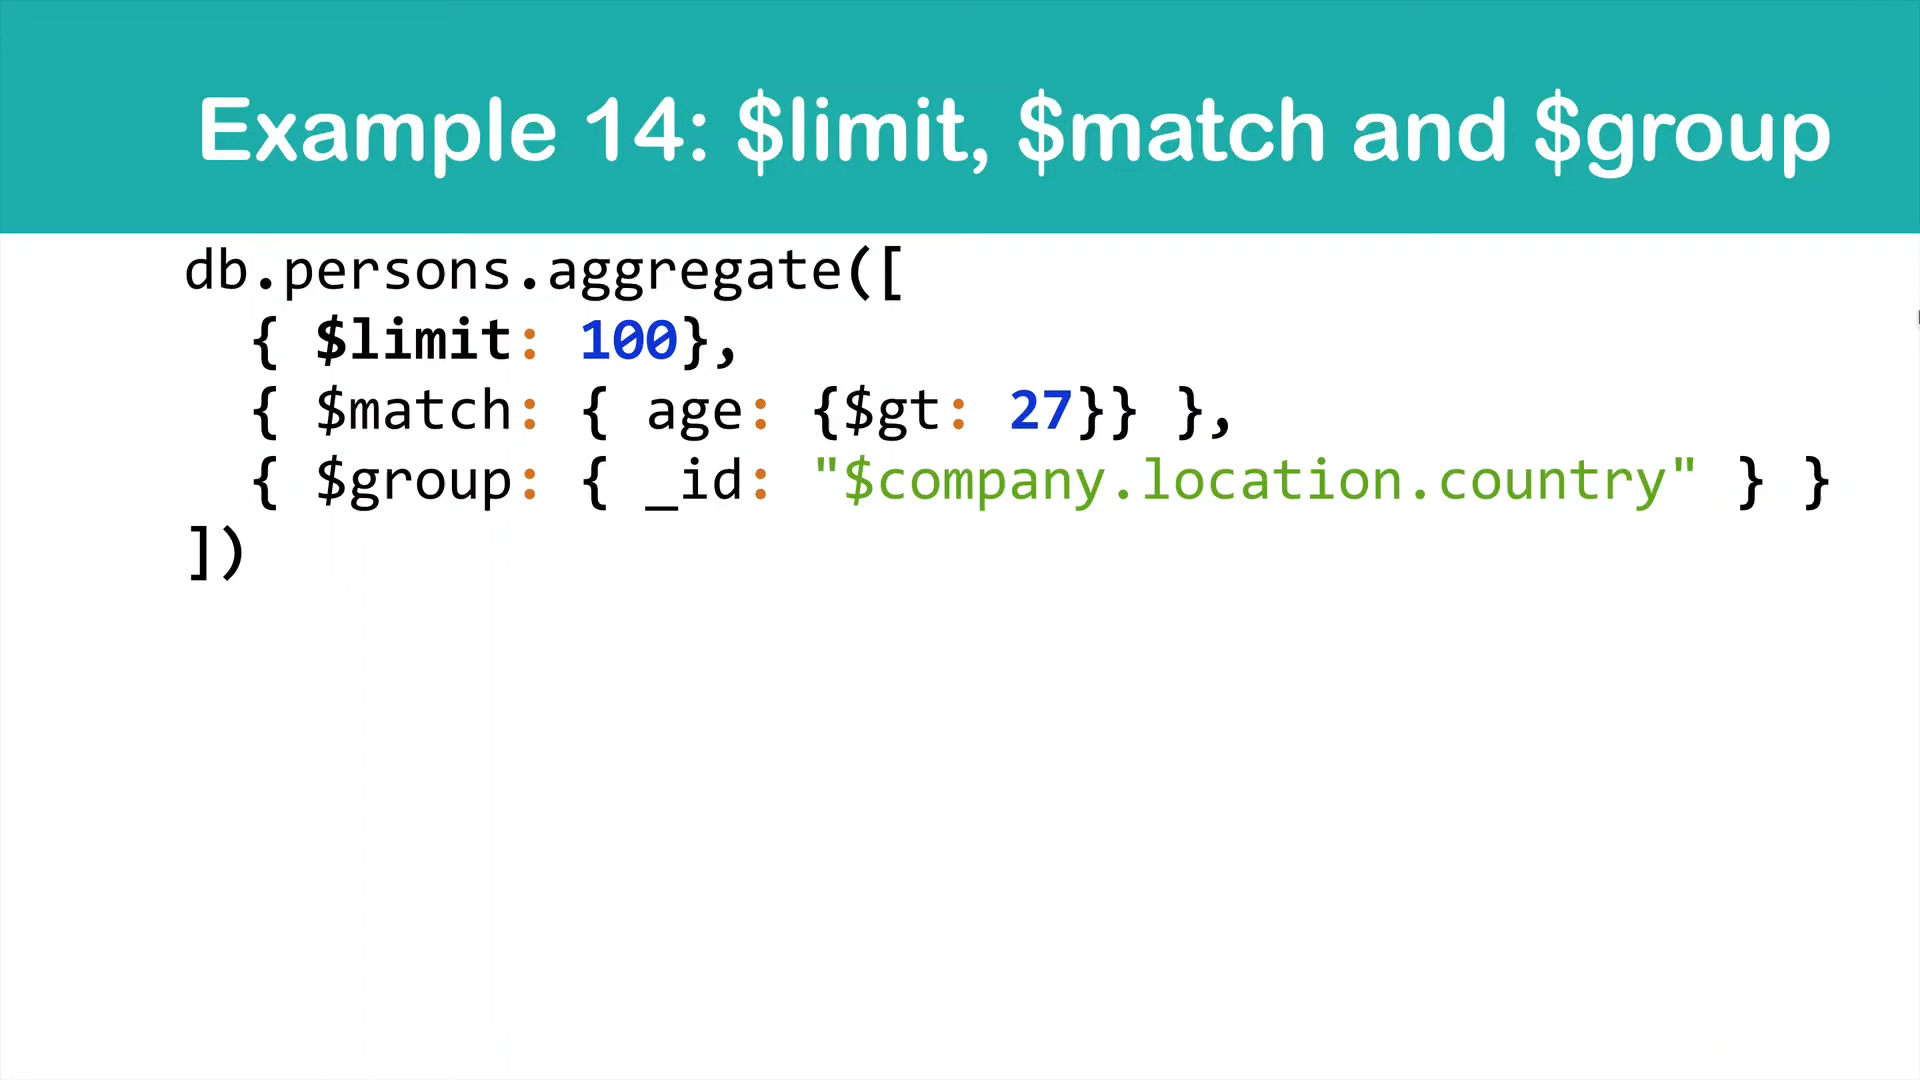 Example 14: $limit, $match and $group
db.persons.aggregate([
{ $limit: 100},
{ $match: { age: {$gt: 27}} },
{ $group: { _id: "$company.location.country" } }
])